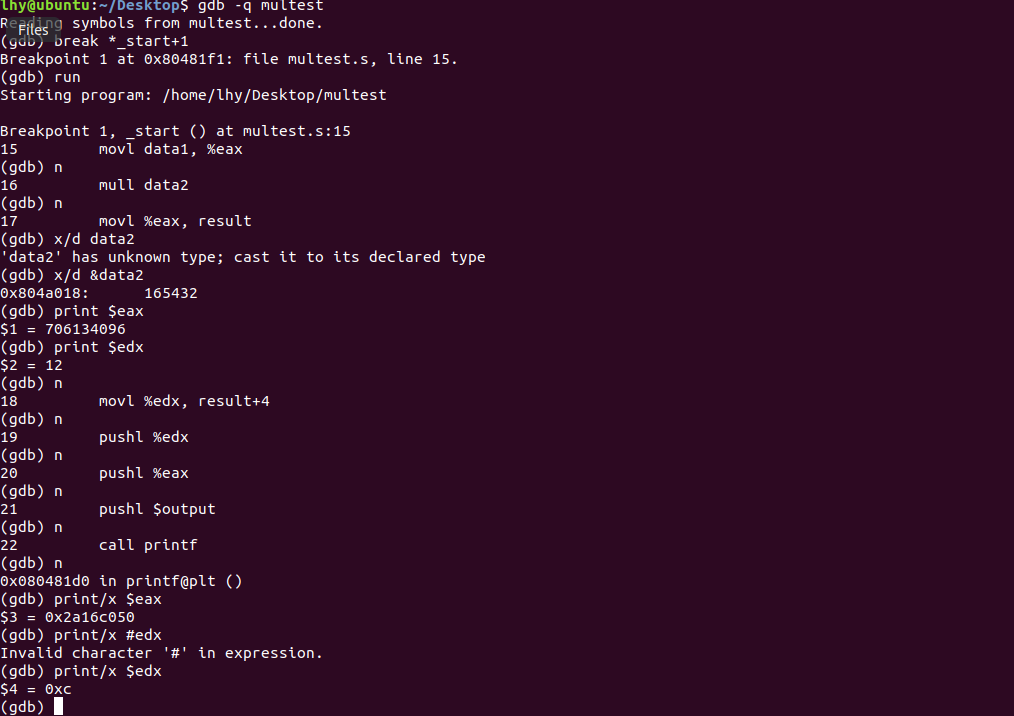 lhy@ubuntu:~/Desktop$ gdb -q multest
Reading symbols from multest...done.
Files
(gdb) break *_start+1
Breakpoint 1 at 0x80481f1: file multest.s, line 15.
(gdb) run
Starting program: /home/lhy/Desktop/multest
Breakpoint 1, _start () at multest.s:15
15         movl data1, %eax
(gdb) n
16         mull data2
(gdb) n
17         movl %eax, result
(gdb) x/d data2
'data2' has unknown type; cast it to its declared type
(gdb) x/d &data2
0x804a018:      165432
(gdb) print $eax
$1 = 706134096
(gdb) print $edx
$2 = 12
(gdb) n
18         movl %edx, result+4
(gdb) n
19         pushl %edx
(gdb) n
20         pushl %eax
(gdb) n
21         pushl $output
(gdb) n
22         call printf
(gdb) n
0x080481d0 in printf@plt ()
(gdb) print/x $eax
$3 = 0x2a16c050
(gdb) print/x #edx
Invalid character '#' in expression.
(gdb) print/x $edx
$4 = 0xc
(gdb)